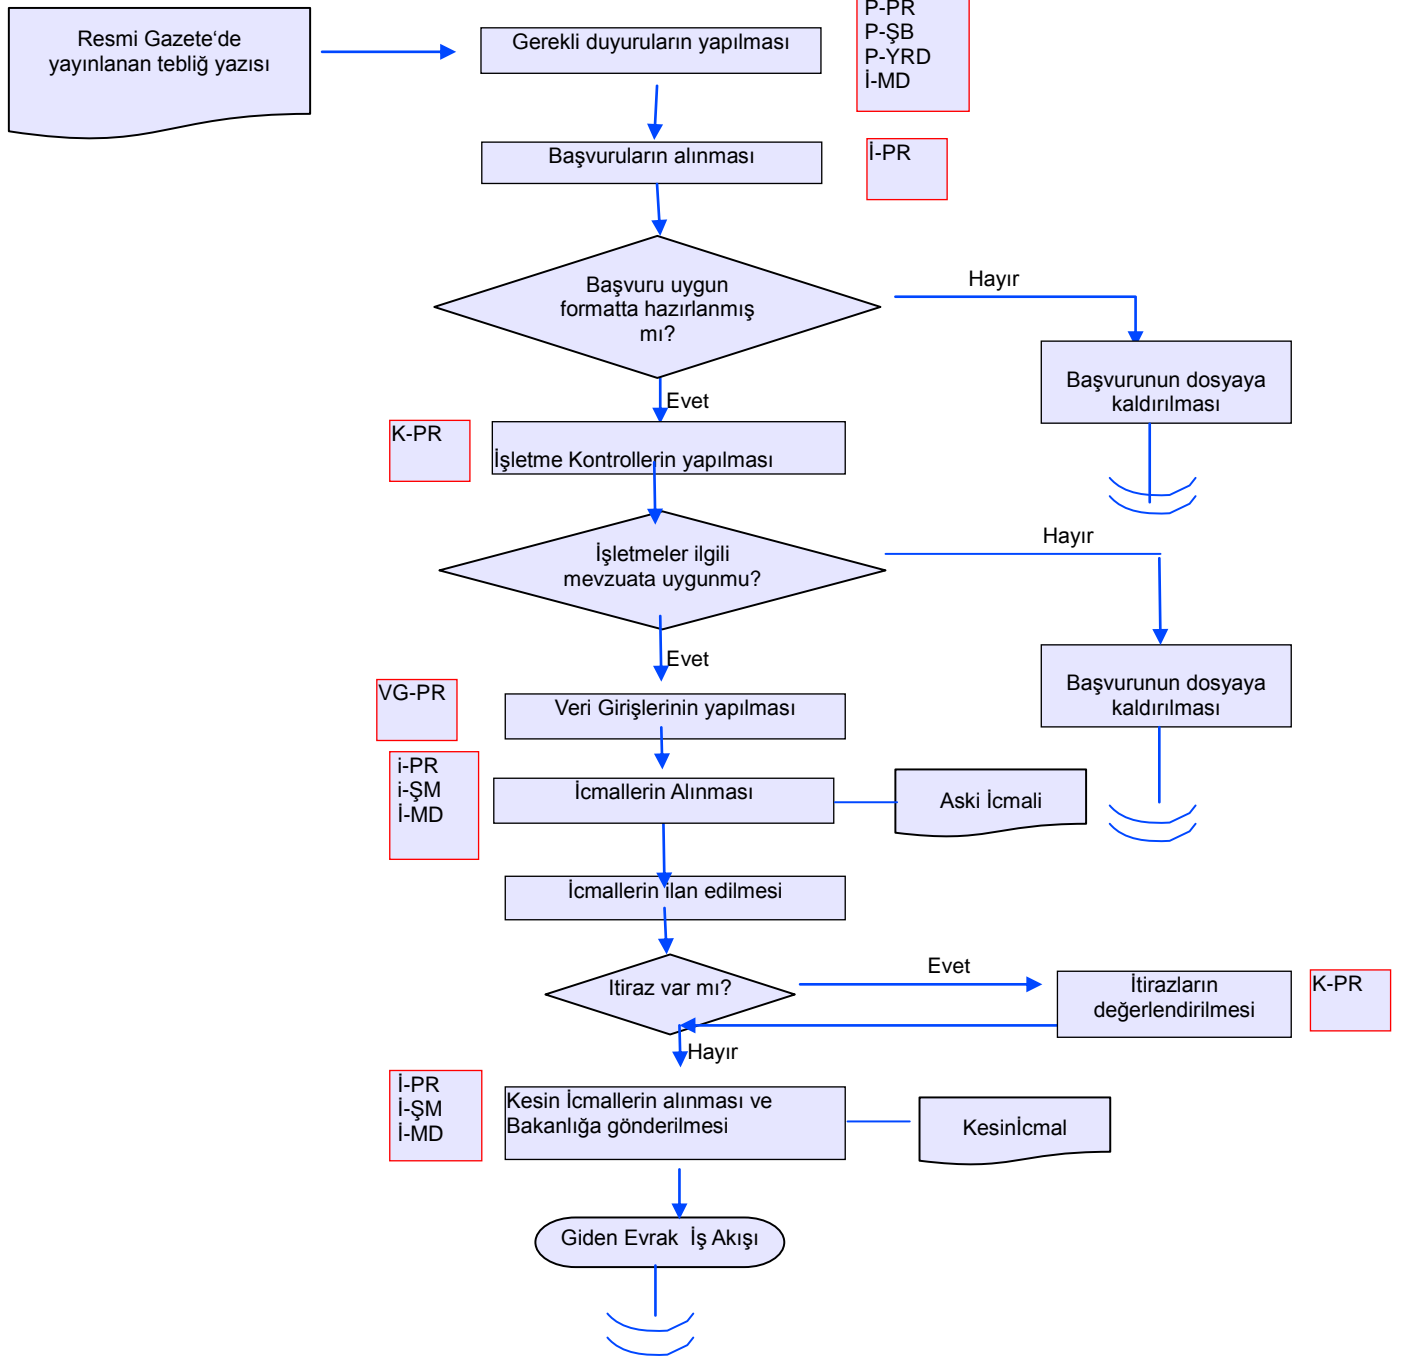 Resmi Gazete‘de
yayınlanan tebliğ yazısı
Gerekli duyuruların yapılması
P-PR
P-ŞB
P-YRD
İ-MD
Başvuruların alınması
İ-PR
Başvuru uygun
formatta hazırlanmış
mı?
Hayır
Başvurunun dosyaya
kaldırılması
Evet
K-PR
İşletme Kontrollerin yapılması
İşletmeler ilgili
mevzuata uygunmu?
Hayır
Başvurunun dosyaya
kaldırılması
Evet
VG-PR
Veri Girişlerinin yapılması
i-PR
i-ŞM
İ-MD
İcmallerin Alınması
Aski İcmali
İcmallerin ilan edilmesi
Itiraz var mı?
Evet
İtirazların
değerlendirilmesi
K-PR
Hayır
İ-PR
İ-ŞM
İ-MD
Kesin İcmallerin alınması ve
Bakanlığa gönderilmesi
Kesinİcmal
Giden Evrak  İş Akışı